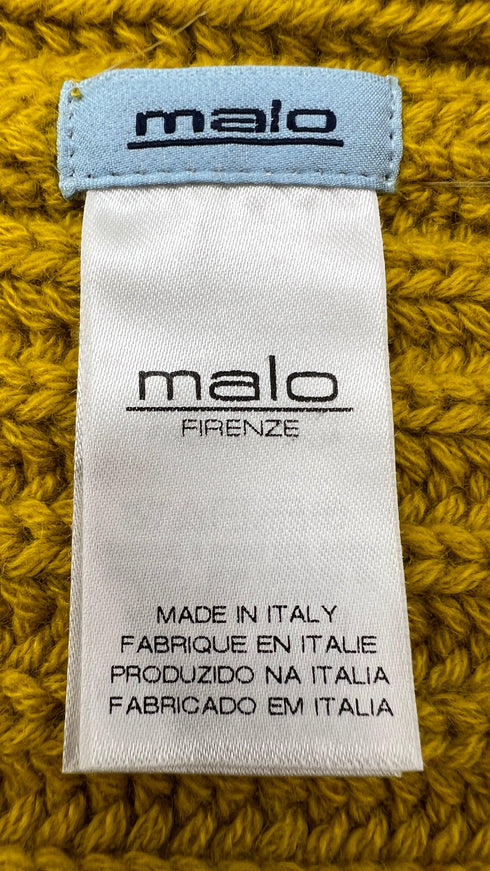 malo
malo
FIRENZE
MADE IN ITALY
FABRIQUE EN ITALIE
PRODUZIDO NA ITALIA
FABRICADO EM ITALIA